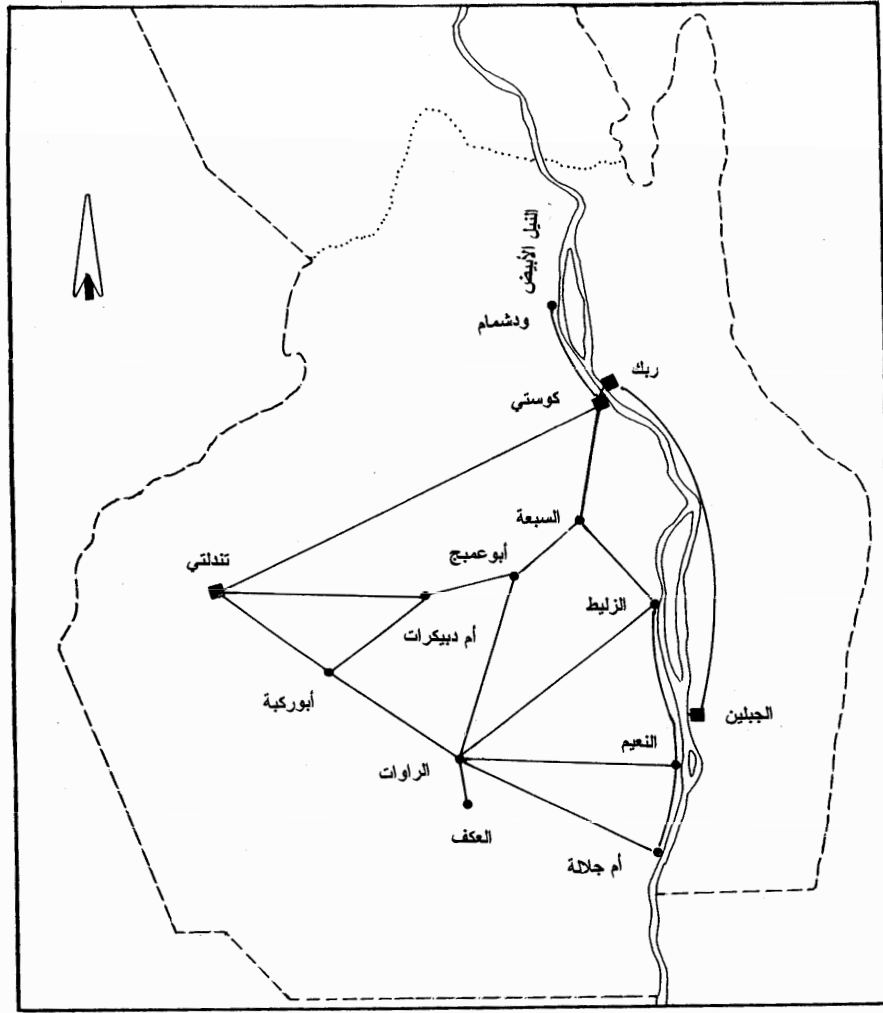 النيل الأبيض
ودشمام
ربك
كوستي
السبعة
أبوعمبج
تندلتي
الزليط
أم دبيكرات
أبوركبة
الجبلين
النعيم
الراوات
العكف
أم جلالة